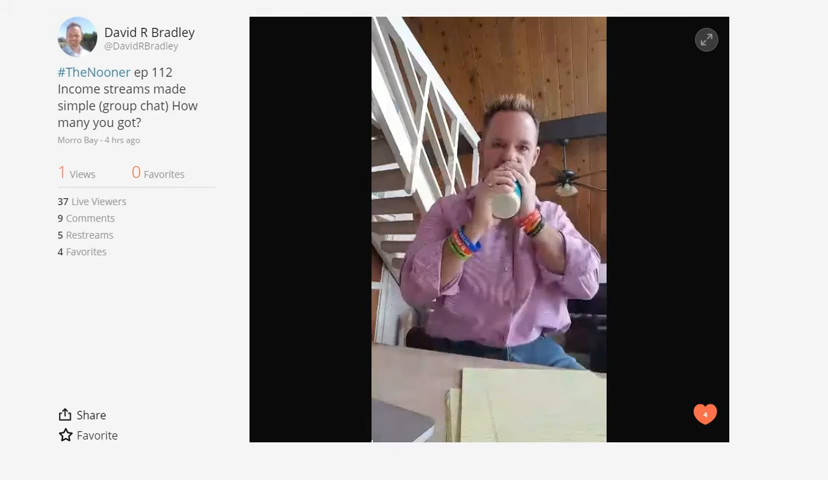 David R Bradley
@DavidRBradley
#TheNooner ep 112
Income streams made
simple (group chat) How
many you got?
Morro Bay - 4 hrs ago
1 Views 0 Favorites
37 Live Viewers
9 Comments
5 Restreams
4 Favorites
Share
Favorite
4